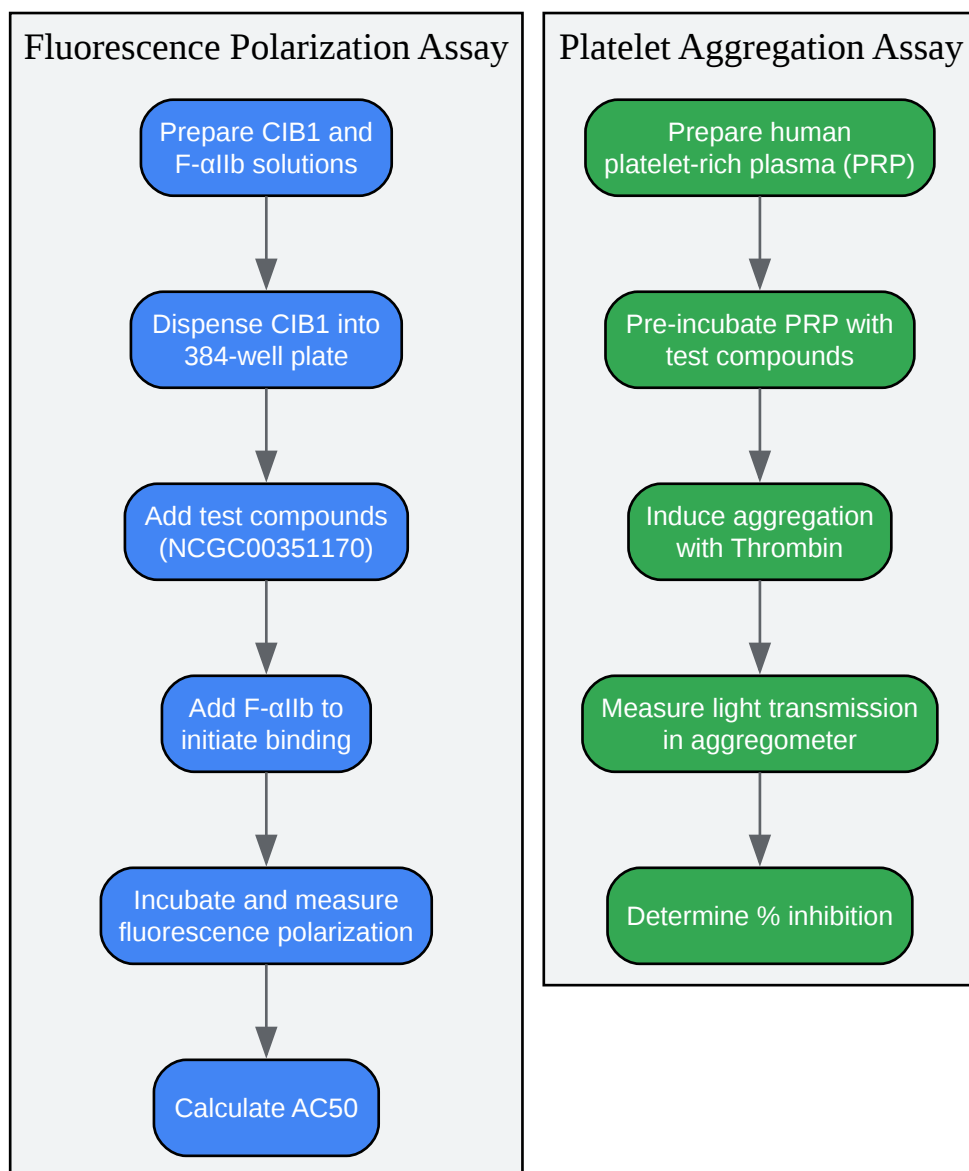 Fluorescence Polarization Assay
Prepare CIB1 and
F-αIIb solutions
Dispense CIB1 into
384-well plate
Add test compounds
(NCGC00351170)
Add F-αIIb to
initiate binding
Incubate and measure
fluorescence polarization
Calculate AC50
Platelet Aggregation Assay
Prepare human
platelet-rich plasma (PRP)
Pre-incubate PRP with
test compounds
Induce aggregation
with Thrombin
Measure light transmission
in aggregometer
Determine % inhibition